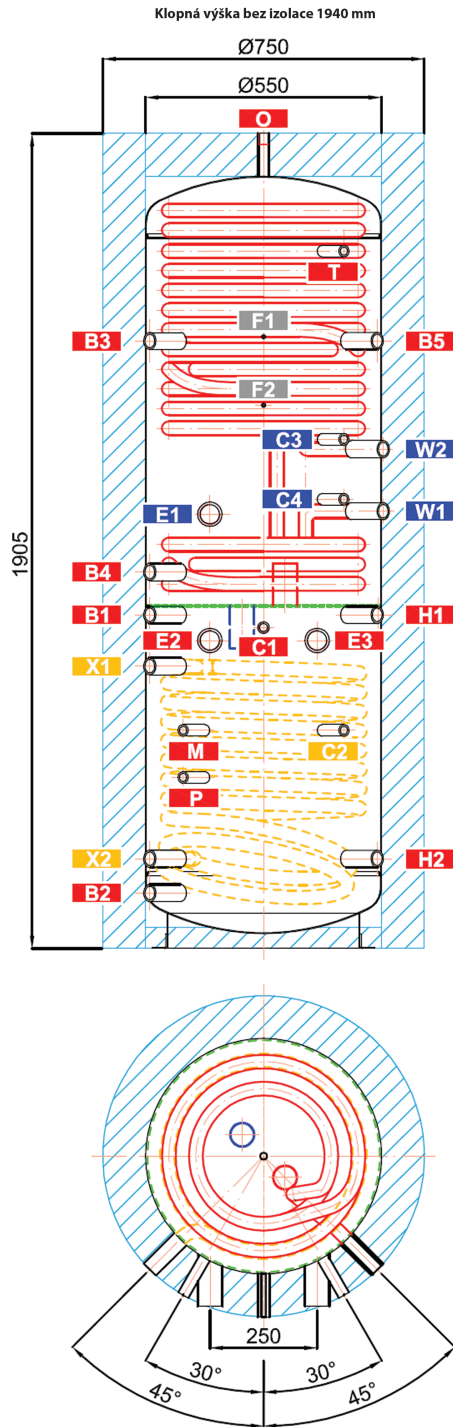 Klopná výška bez izolace 1940 mm
Ø750
Ø550
O
T
F1
B3
B5
F2
C3
W2
C4
E1
W1
1905
B4
B1
H1
E2
C1
E3
X1
M
C2
P
X2
H2
B2
250
30°
30°
45°
45°